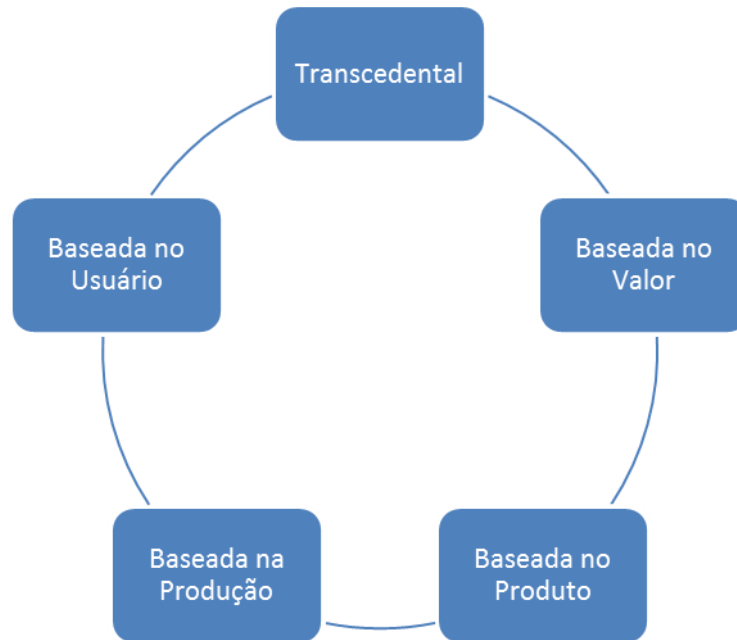 Transcedental
Baseada no
Valor
Baseada no
Produto
Baseada na
Produção
Baseada no
Usuário